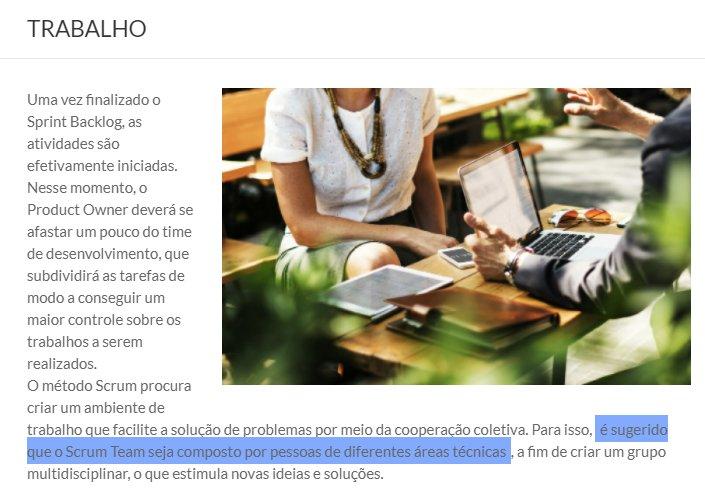 TRABALHO
Uma vez finalizado o
Sprint Backlog, as
atividades são
efetivamente iniciadas.
Nesse momento, o
Product Owner deverá se
afastar um pouco do time
de desenvolvimento, que
subdividirá as tarefas de
modo a conseguir um
maior controle sobre os
trabalhos a serem
realizados.
O método Scrum procura
criar um ambiente de
trabalho que facilite a solução de problemas por meio da cooperação coletiva. Para isso, é sugerido
que o Scrum Team seja composto por pessoas de diferentes áreas técnicas , a fim de criar um grupo
multidisciplinar, o que estimula novas ideias e soluções.